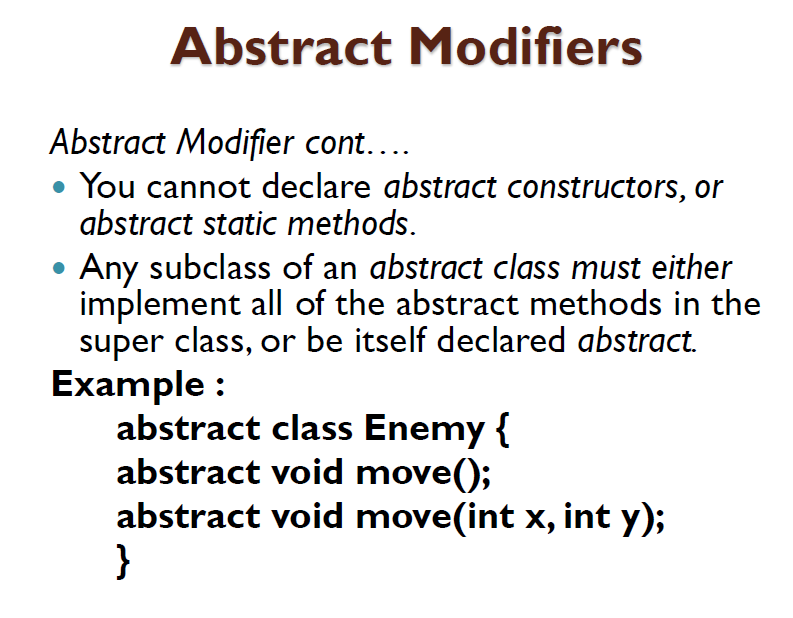 Abstract Modifiers
Abstract Modifier cont….
• You cannot declare abstract constructors, or
abstract static methods.
• Any subclass of an abstract class must either
implement all of the abstract methods in the
super class, or be itself declared abstract.
Example :
abstract class Enemy {
abstract void move();
abstract void move(int x, int y);
}